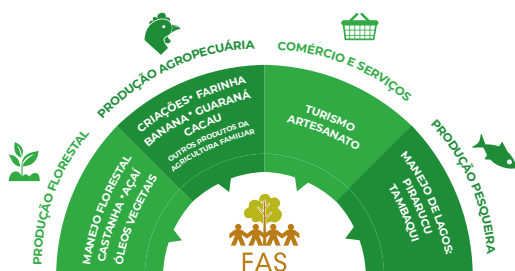 PRODUÇÃO FLORESTAL
MANEJO FLORESTAL
CASTANHA • AÇAÍ
ÓLEOS VEGETAIS
PRODUÇÃO AGROPECUÁRIA
CRIAÇÕES • FARINHA
BANANA • GUARANÁ
CACAU
OUTROS PRODUTOS DA
AGRICULTURA FAMILIAR
COMÉRCIO E SERVIÇOS
TURISMO
ARTESANATO
PRODUÇÃO PESQUEIRA
MANEJO DE LAGOS:
PIRARUCU
TAMBAQUI
FAS